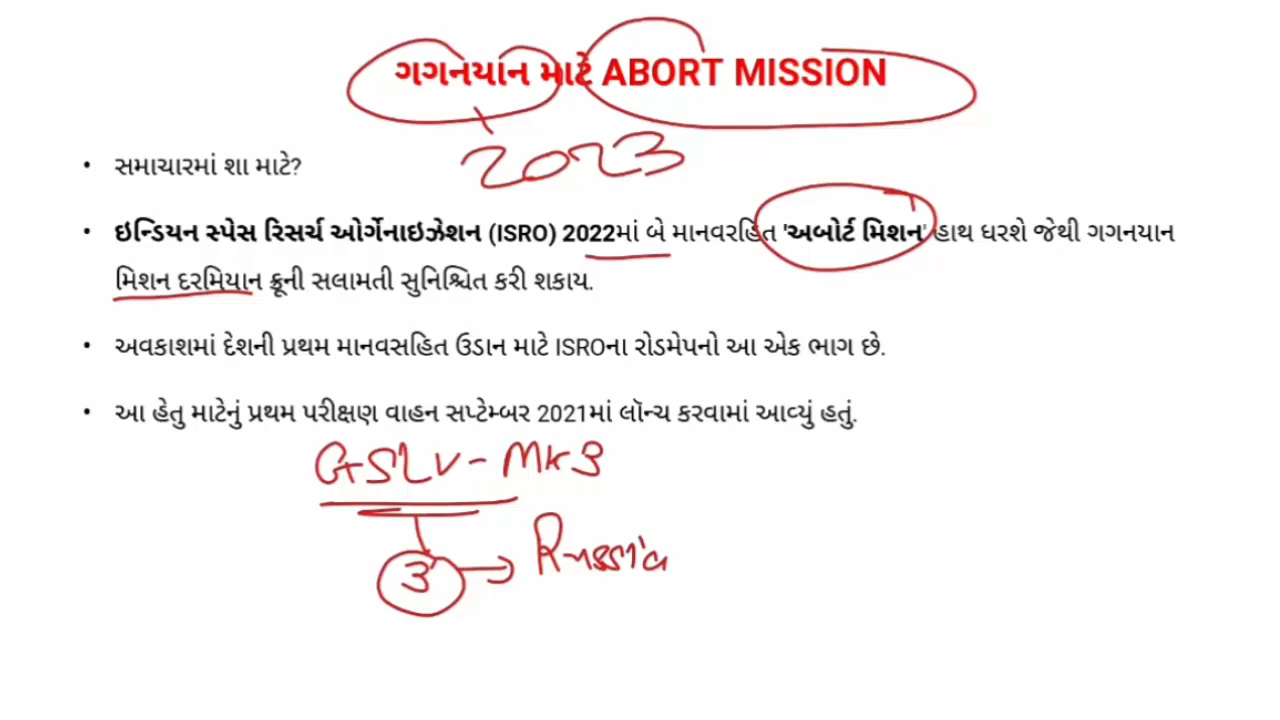 ગગનયાન માટે ABORT MISSION
2023
• સમાચારમાં શા માટે?
• ઇન્ડિયન સ્પેસ રિસર્ચ ઓર્ગેનાઇઝેશન (ISRO) 2022માં બે માનવરહિત 'અબોર્ટ મિશન' હાથ ધરશે જેથી ગગનયાન
મિશન દરમિયાન ક્રૂની સલામતી સુનિશ્ચિત કરી શકાય.
• અવકાશમાં દેશની પ્રથમ માનવસહિત ઉડાન માટે ISROના રોડમેપનો આ એક ભાગ છે.
• આ હેતુ માટેનું પ્રથમ પરીક્ષણ વાહન સપ્ટેમ્બર 2021માં લૉન્ચ કરવામાં આવ્યું હતું.
GSLV-MK3
3 → Russia